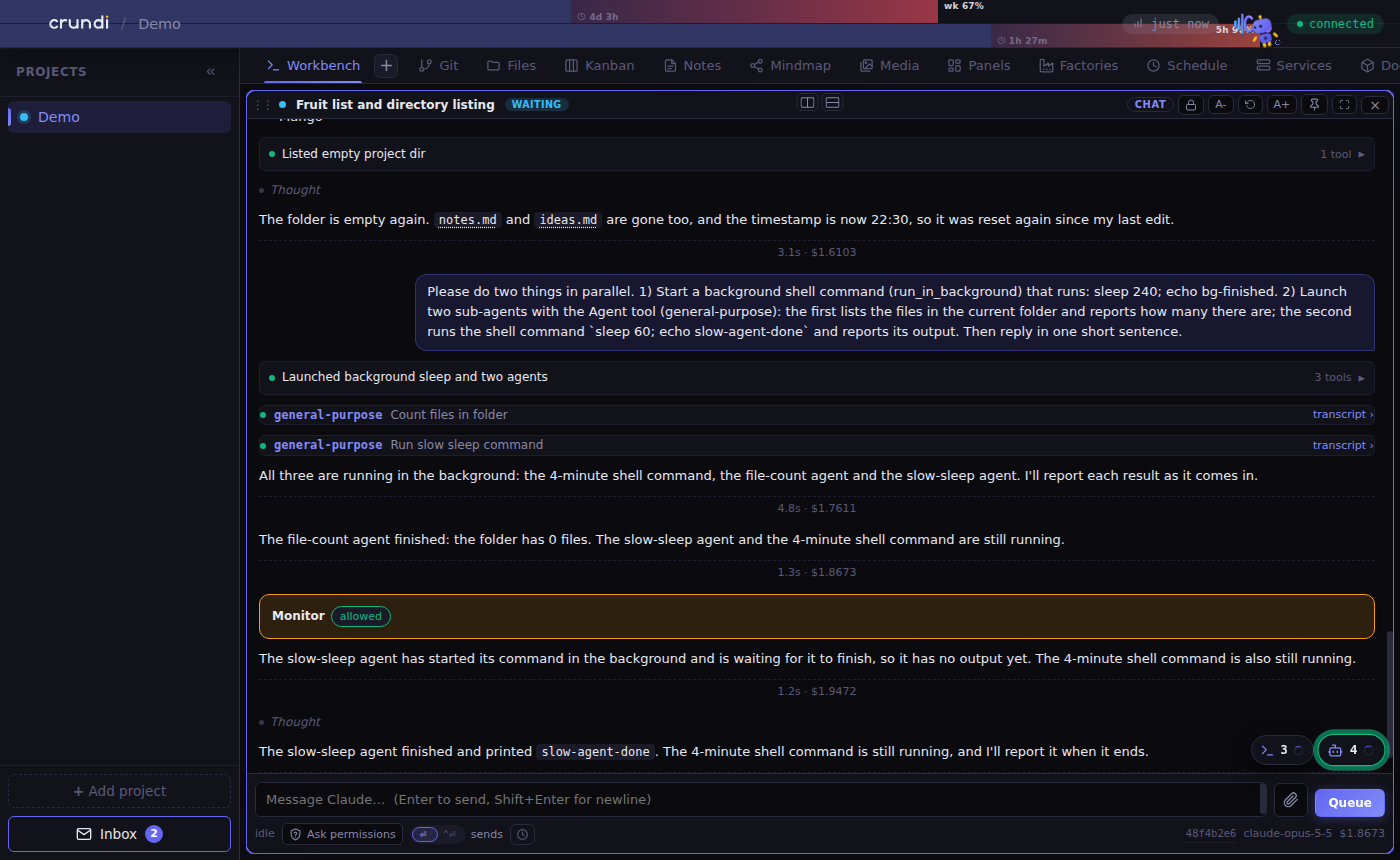 crundi / Demo
4d 3h
wk 67%
1h 27m
just now
connected
PROJECTS «
Demo
+ Add project
Inbox 2
Workbench + Git Files Kanban Notes Mindmap Media Panels Factories Schedule Services Do
Fruit list and directory listing WAITING
CHAT A- A+ ×
Mango
Listed empty project dir 1 tool ▶
Thought
The folder is empty again. notes.md and ideas.md are gone too, and the timestamp is now 22:30, so it was reset again since my last edit.
3.1s · $1.6103
Please do two things in parallel. 1) Start a background shell command (run_in_background) that runs: sleep 240; echo bg-finished. 2) Launch
two sub-agents with the Agent tool (general-purpose): the first lists the files in the current folder and reports how many there are; the second
runs the shell command `sleep 60; echo slow-agent-done` and reports its output. Then reply in one short sentence.
Launched background sleep and two agents 3 tools ▶
general-purpose Count files in folder transcript ›
general-purpose Run slow sleep command transcript ›
All three are running in the background: the 4-minute shell command, the file-count agent and the slow-sleep agent. I'll report each result as it comes in.
4.8s · $1.7611
The file-count agent finished: the folder has 0 files. The slow-sleep agent and the 4-minute shell command are still running.
1.3s · $1.8673
Monitor allowed
The slow-sleep agent has started its command in the background and is waiting for it to finish, so it has no output yet. The 4-minute shell command is also still running.
1.2s · $1.9472
Thought
The slow-sleep agent finished and printed slow-agent-done. The 4-minute shell command is still running, and I'll report it when it ends.
3
4
Message Claude… (Enter to send, Shift+Enter for newline)
Queue
idle Ask permissions sends
48f4b2e6 claude-opus-5-5 $1.8673